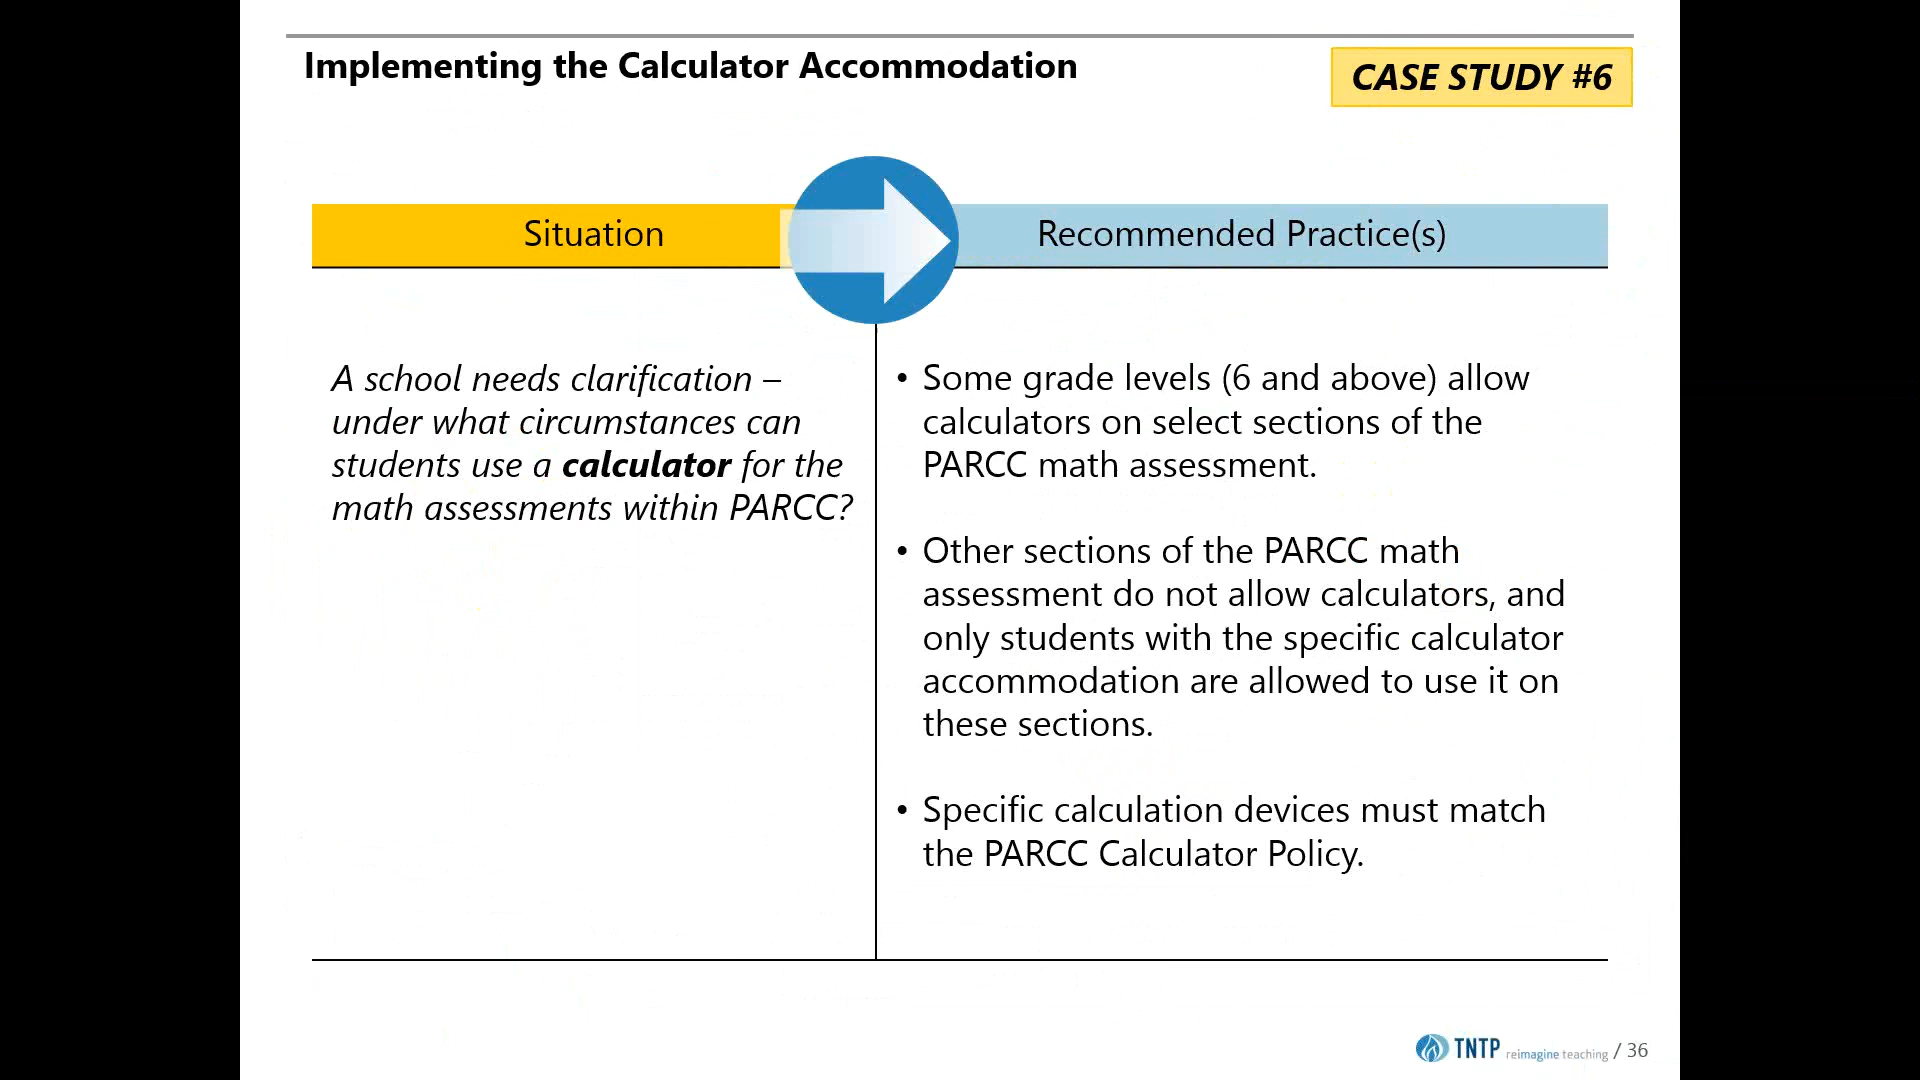 Implementing the Calculator Accommodation
CASE STUDY #6
Situation
Recommended Practice(s)
A school needs clarification –
under what circumstances can
students use a calculator for the
math assessments within PARCC?
• Some grade levels (6 and above) allow
calculators on select sections of the
PARCC math assessment.
• Other sections of the PARCC math
assessment do not allow calculators, and
only students with the specific calculator
accommodation are allowed to use it on
these sections.
• Specific calculation devices must match
the PARCC Calculator Policy.
TNTP reimagine teaching / 36